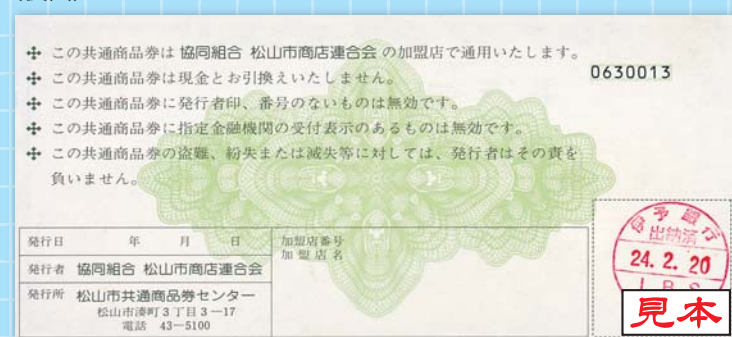 ✣ この共通商品券は 協同組合 松山市商店連合会 の加盟店で通用いたします。
✣ この共通商品券は現金とお引換えいたしません。
0630013
✣ この共通商品券に発行者印、番号のないものは無効です。
✣ この共通商品券に指定金融機関の受付表示のあるものは無効です。
✣ この共通商品券の盗難、紛失または滅失等に対しては、発行者はその責を
負いません。
発行日 年 月 日
加盟店番号
加盟店名
発行者 協同組合 松山市商店連合会
発行所 松山市共通商品券センター
松山市湊町3丁目3―17
電話 43―5100
伊予銀行
出納済
24. 2. 20
見本